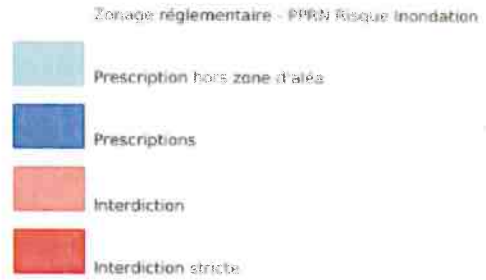 Zonage réglementaire - PPRN Risque Inondation
Prescription hors zone d'aléa
Prescriptions
Interdiction
Interdiction stricte